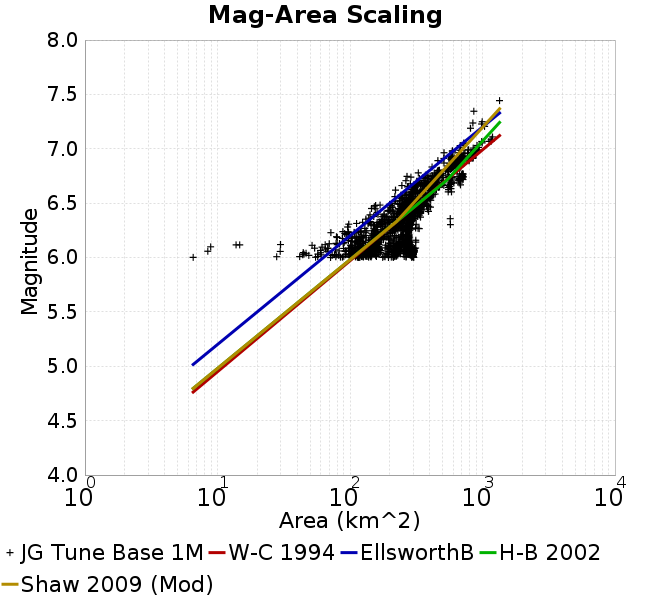 Mag-Area Scaling
8.0
7.5
7.0
6.5
6.0
5.5
5.0
4.5
4.0
Magnitude
10^0 10^1 10^2 10^3 10^4
Area (km^2)
JG Tune Base 1M W-C 1994 EllsworthB H-B 2002
Shaw 2009 (Mod)